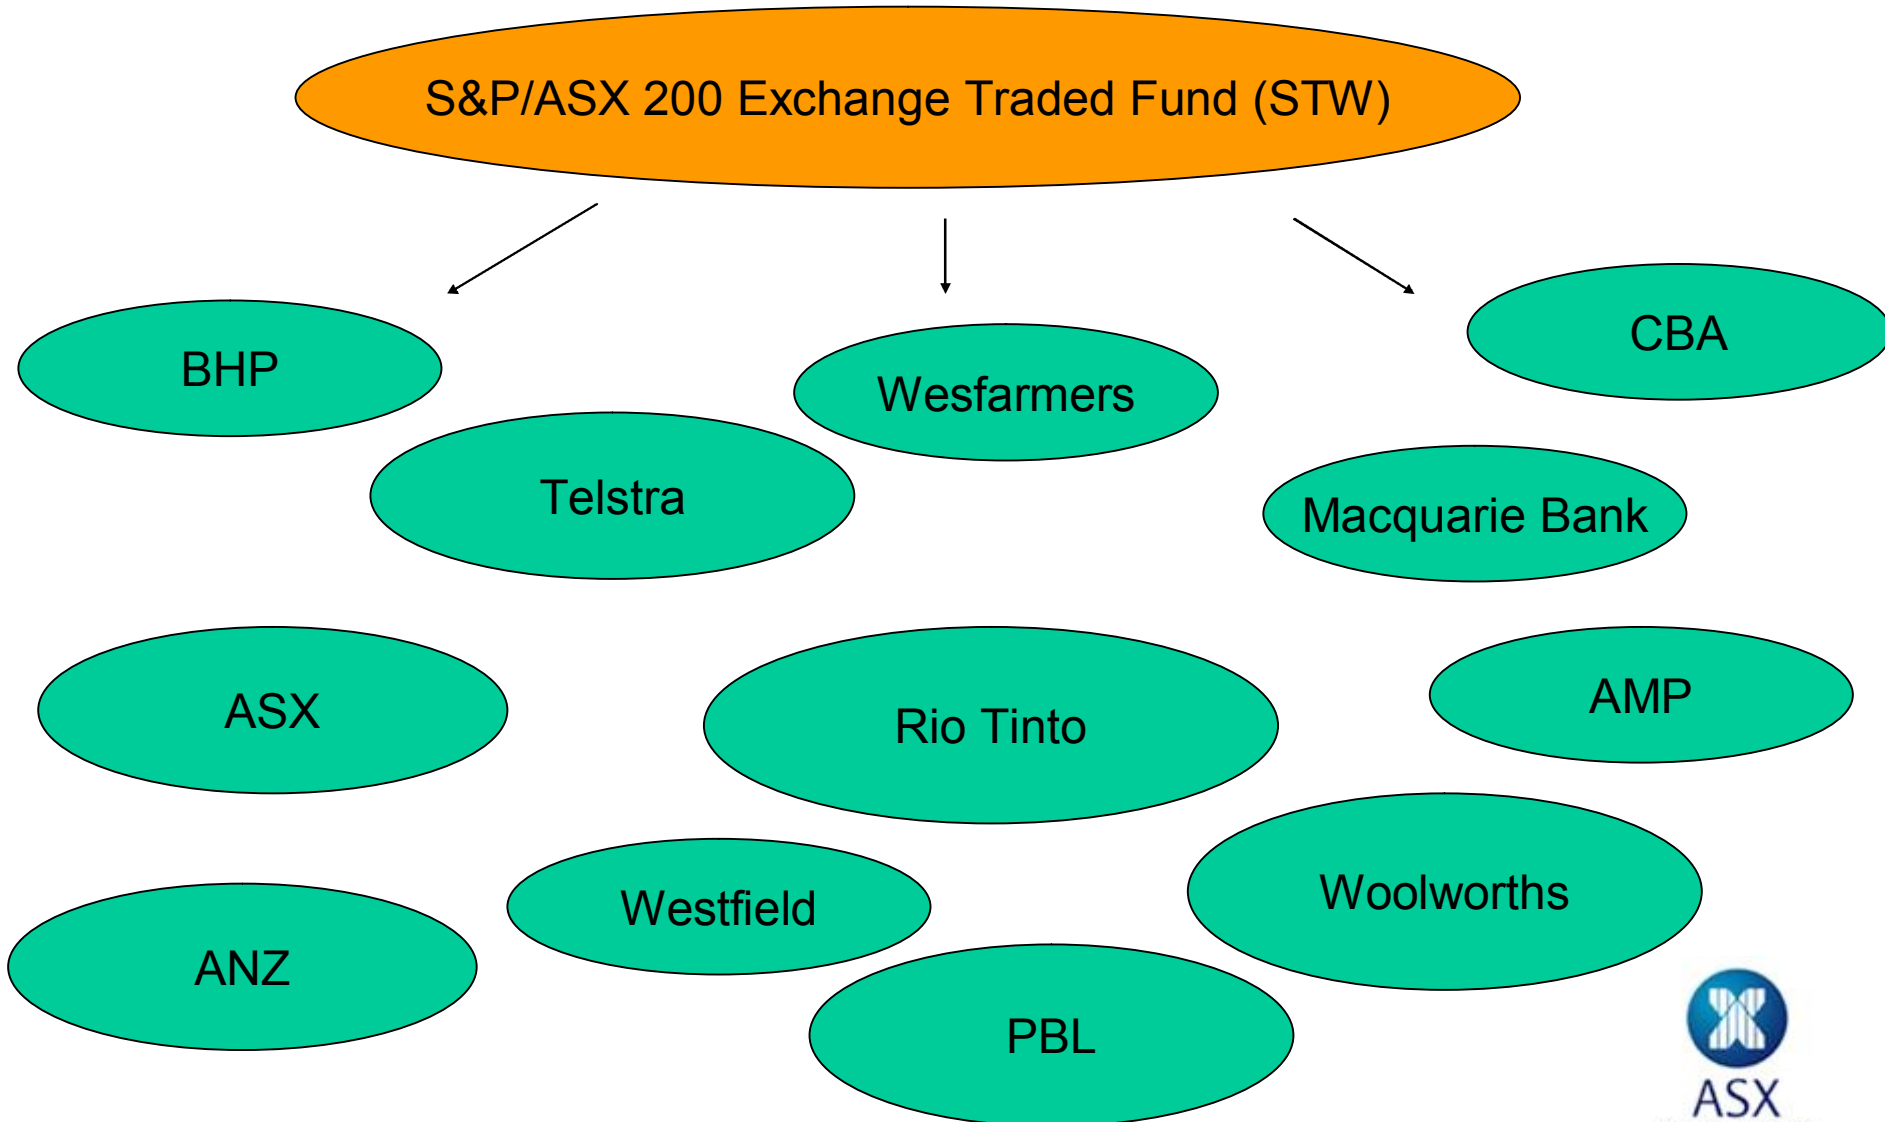 S&P/ASX 200 Exchange Traded Fund (STW)
BHP
Wesfarmers
CBA
Telstra
Macquarie Bank
ASX
Rio Tinto
AMP
Westfield
Woolworths
ANZ
PBL
ASX